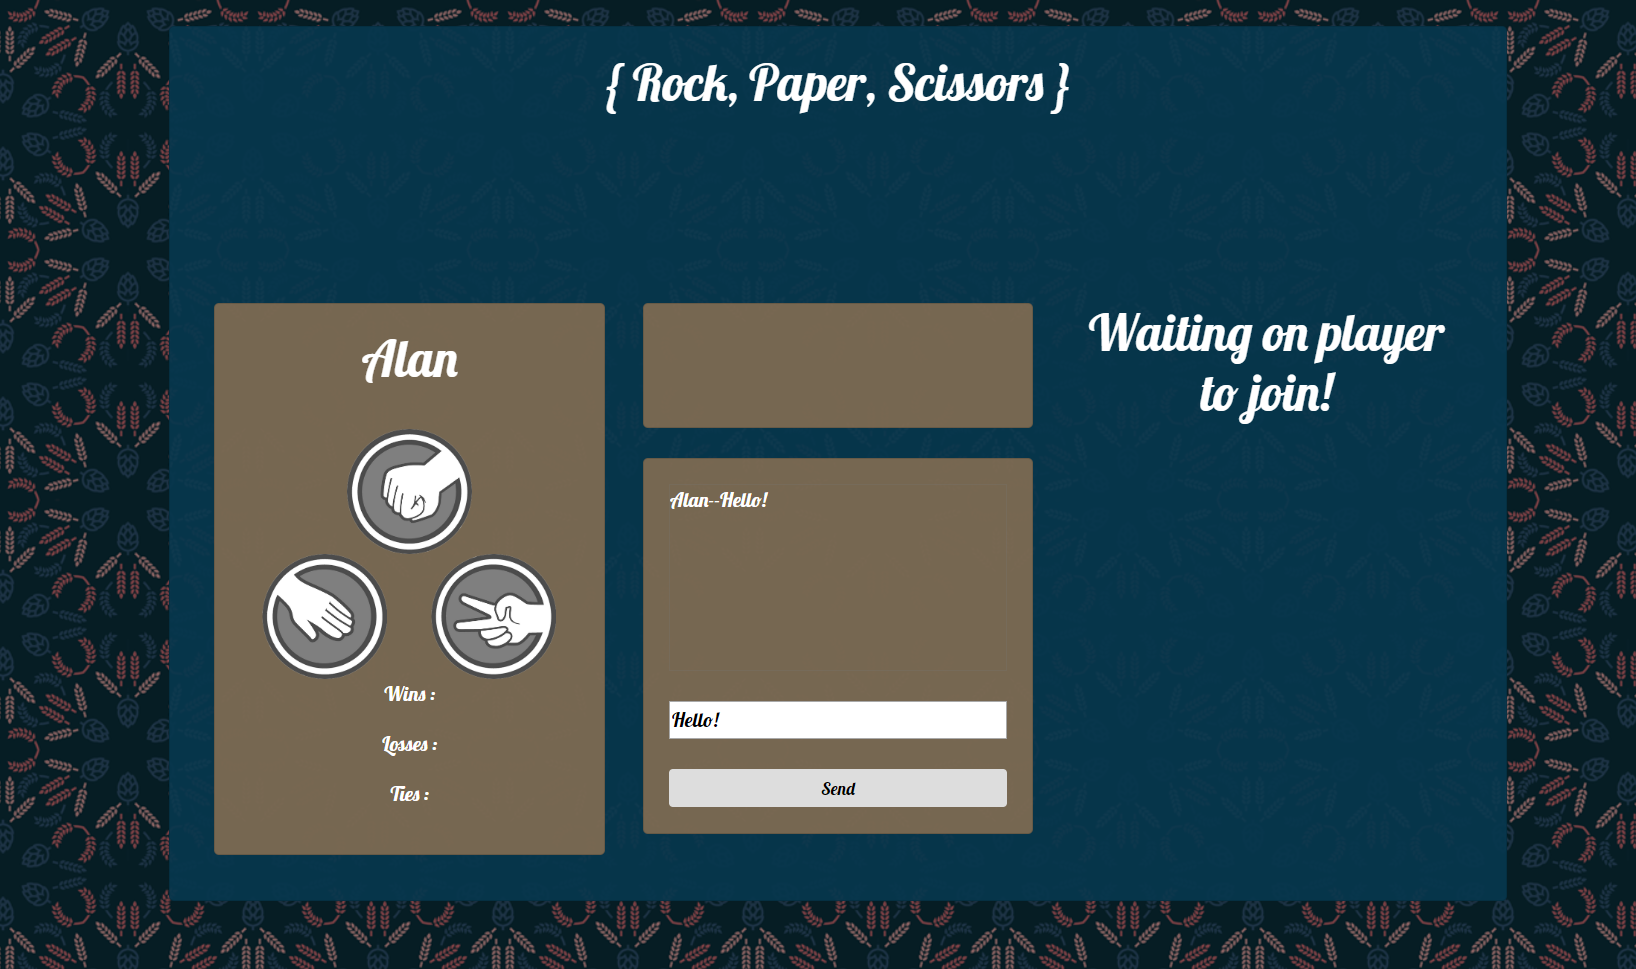 { Rock, Paper, Scissors }
Alan
Wins :
Losses :
Ties :
Alan--Hello!
Hello!
Send
Waiting on player
to join!